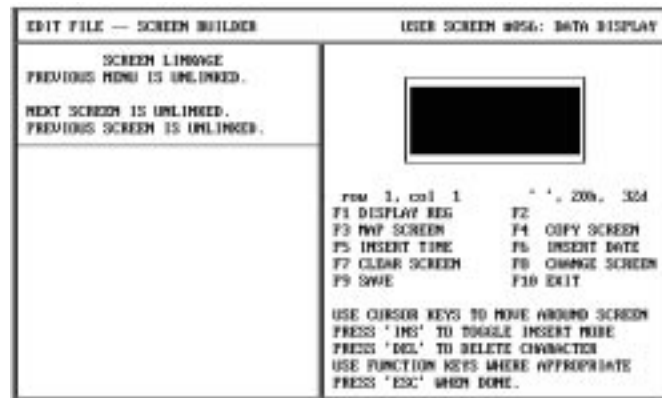 EDIT FILE — SCREEN BUILDER
USER SCREEN #056: DATA DISPLAY
SCREEN LINKAGE
PREVIOUS MENU IS UNLINKED.
NEXT SCREEN IS UNLINKED.
PREVIOUS SCREEN IS UNLINKED.
row 1, col 1 ' ', 20h, 32d
F1 DISPLAY REG F2
F3 MAP SCREEN F4 COPY SCREEN
F5 INSERT TIME F6 INSERT DATE
F7 CLEAR SCREEN F8 CHANGE SCREEN
F9 SAVE F10 EXIT
USE CURSOR KEYS TO MOVE AROUND SCREEN
PRESS 'INS' TO TOGGLE INSERT MODE
PRESS 'DEL' TO DELETE CHARACTER
USE FUNCTION KEYS WHERE APPROPRIATE
PRESS 'ESC' WHEN DONE.